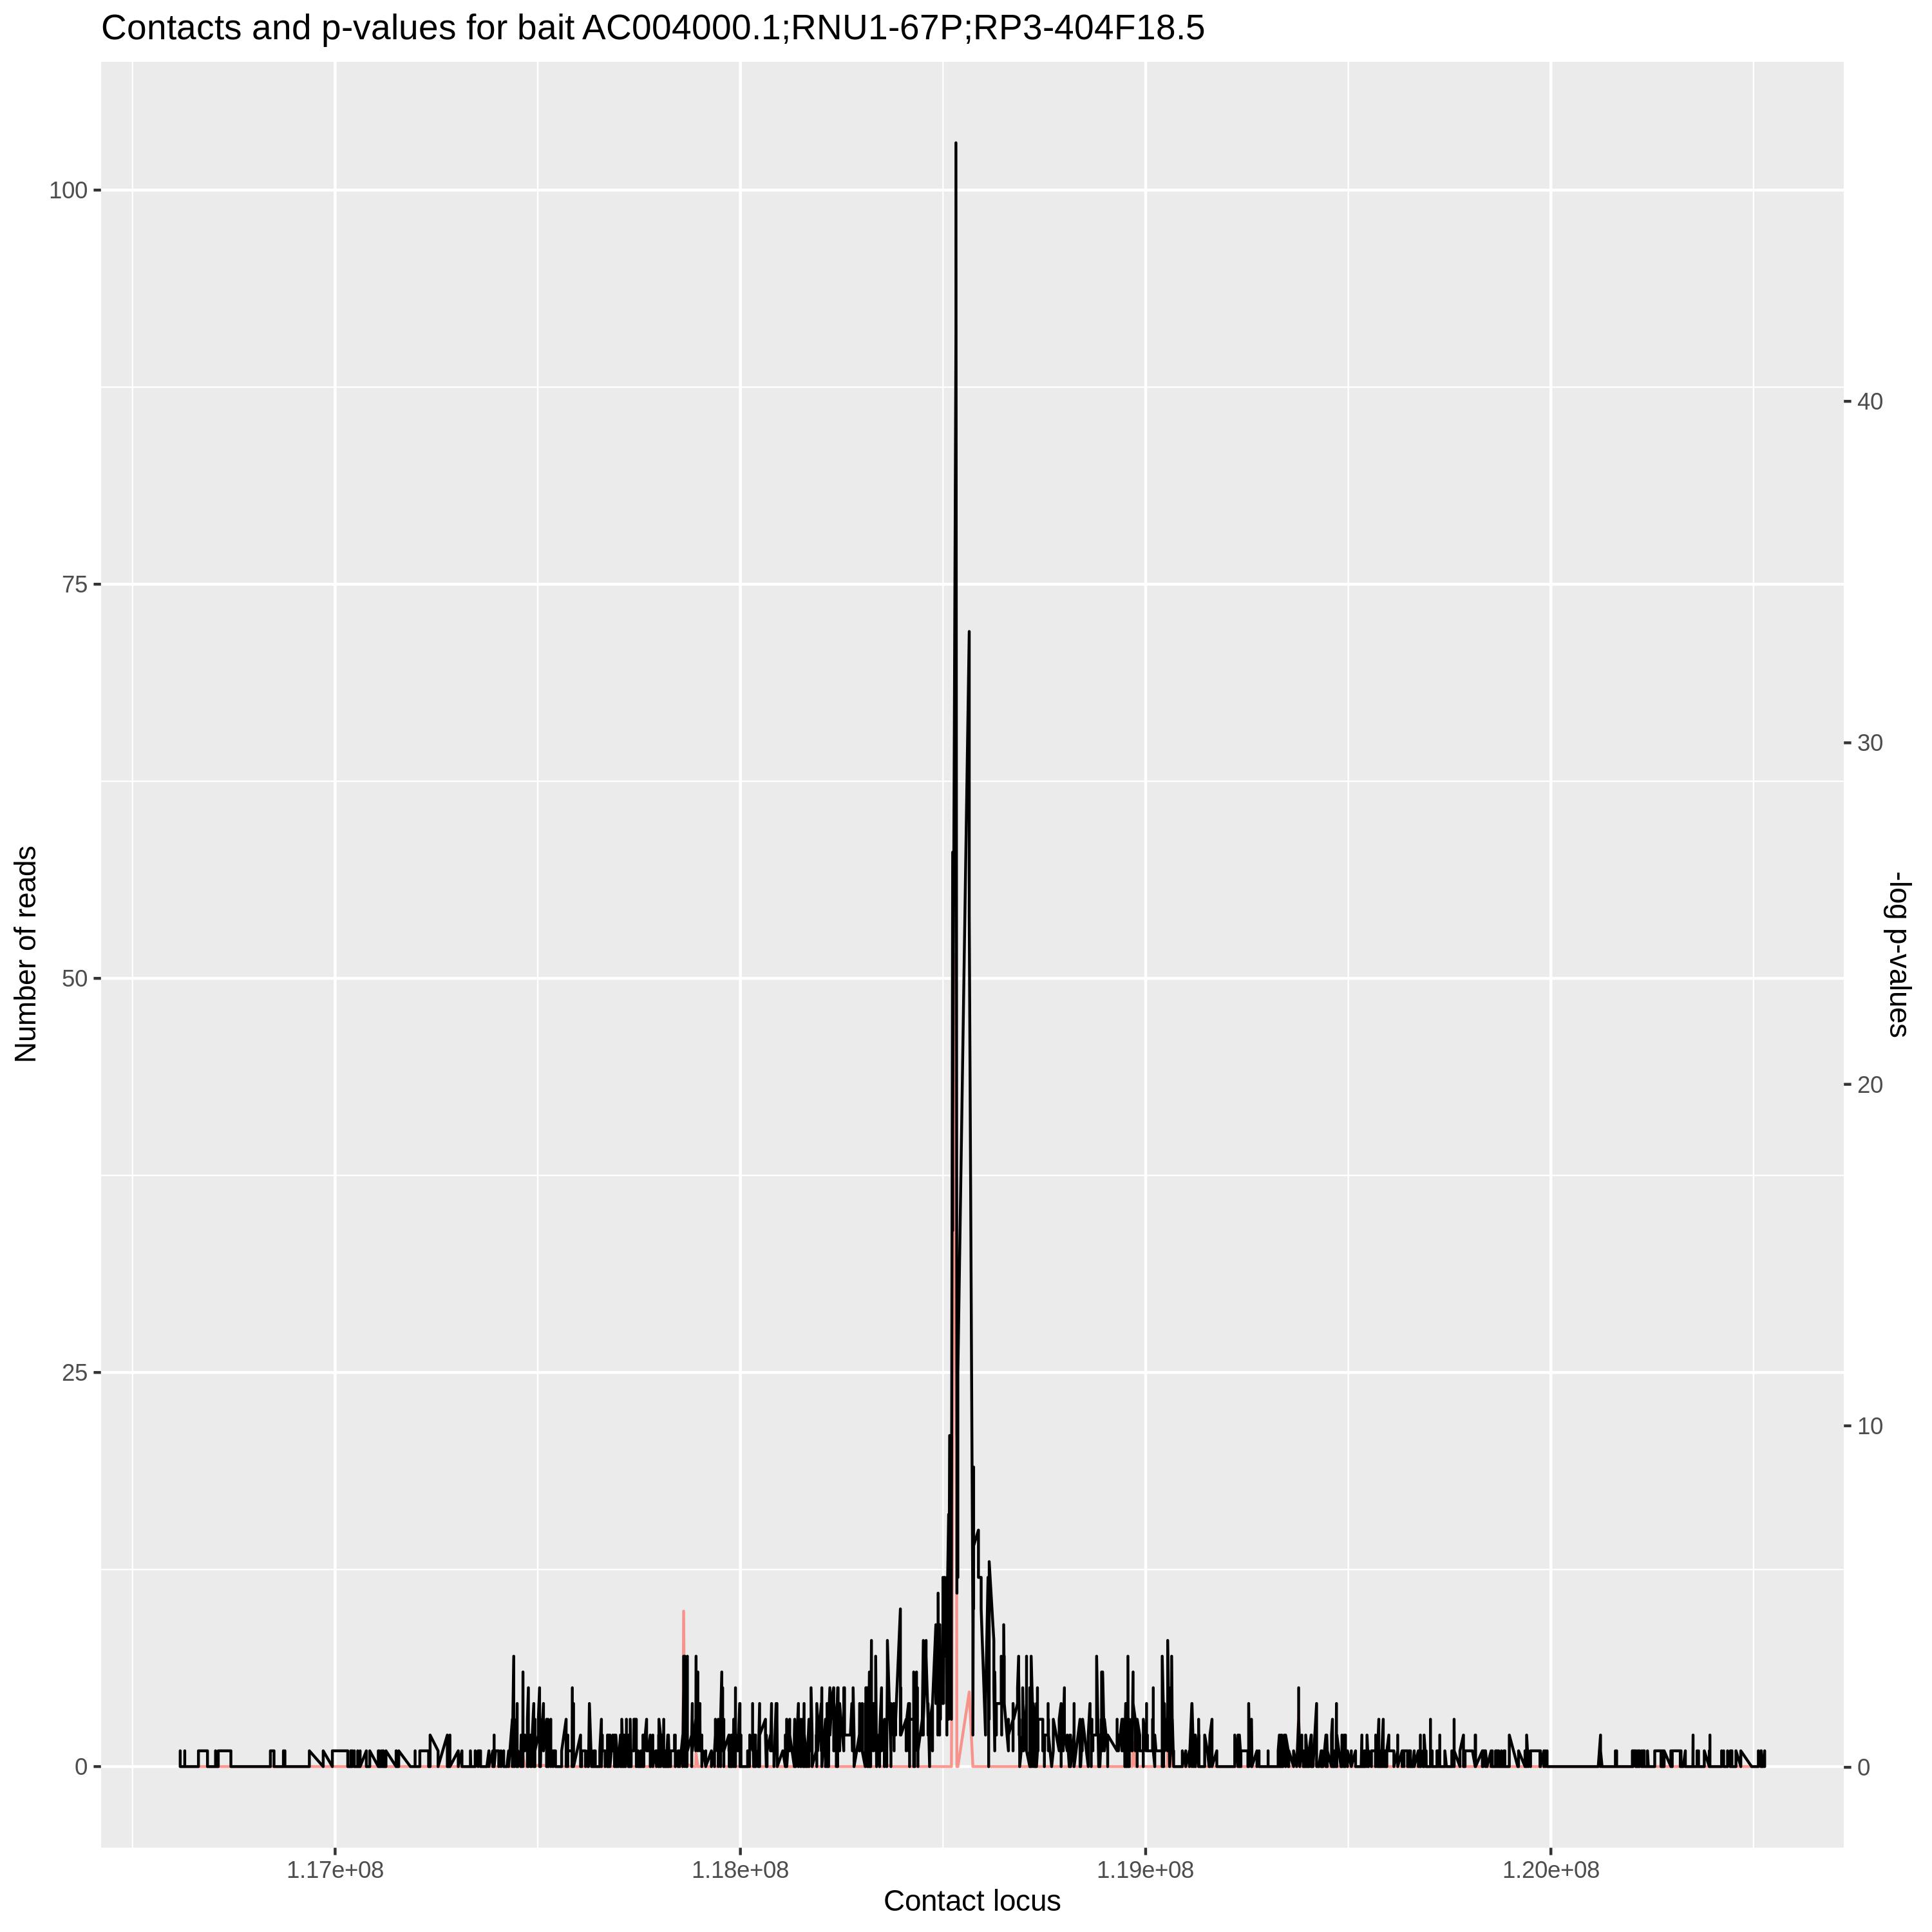 Contacts and p-values for bait AC004000.1;RNU1-67P;RP3-404F18.5
100
75
50
25
0
Number of reads
40
30
20
10
0
-log p-values
1.17e+08
1.18e+08
1.19e+08
1.20e+08
Contact locus